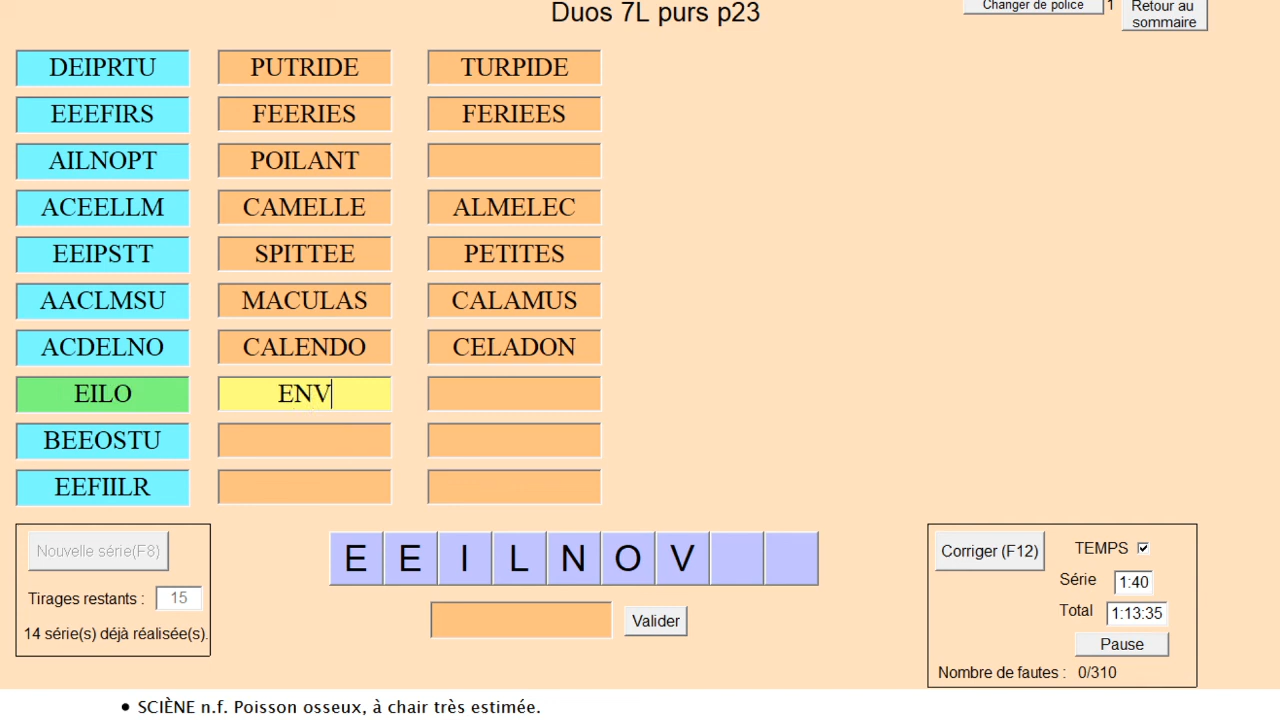 Duos 7L purs p23
Changer de police 1 Retour au sommaire
DEIPRTU PUTRIDE TURPIDE
EEEFIRS FEERIES FERIEES
AILNOPT POILANT
ACEELLM CAMELLE ALMELEC
EEIPSTT SPITTEE PETITES
AACLMSU MACULAS CALAMUS
ACDELNO CALENDO CELADON
EILO ENV
BEEOSTU
EEFIILR
Nouvelle série(F8)
Tirages restants : 15
14 série(s) déjà réalisée(s).
E E I L N O V
Valider
Corriger (F12) TEMPS
Série 1:40
Total 1:13:35
Pause
Nombre de fautes : 0/310
• SCIÈNE n.f. Poisson osseux, à chair très estimée.